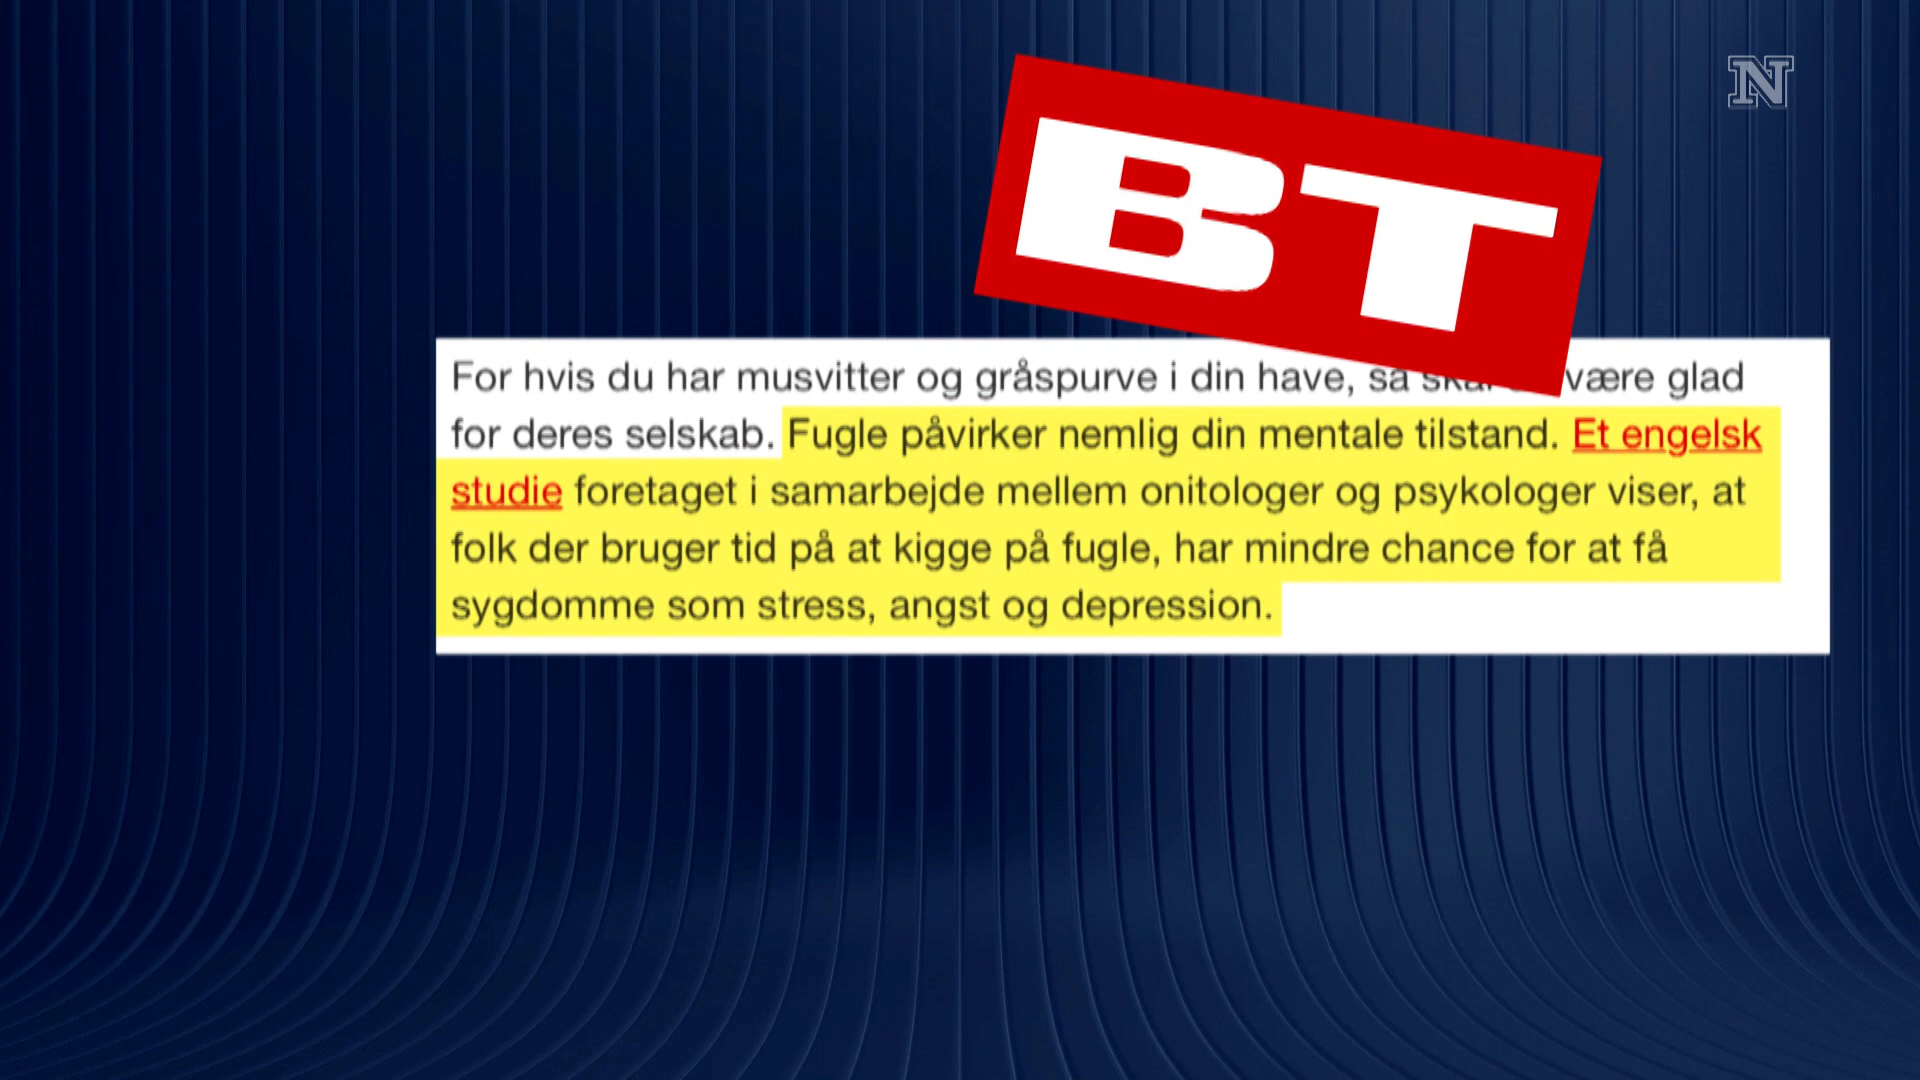 N
BT
For hvis du har musvitter og gråspurve i din have, så være glad
for deres selskab. Fugle påvirker nemlig din mentale tilstand. Et engelsk
studie foretaget i samarbejde mellem onitologer og psykologer viser, at
folk der bruger tid på at kigge på fugle, har mindre chance for at få
sygdomme som stress, angst og depression.